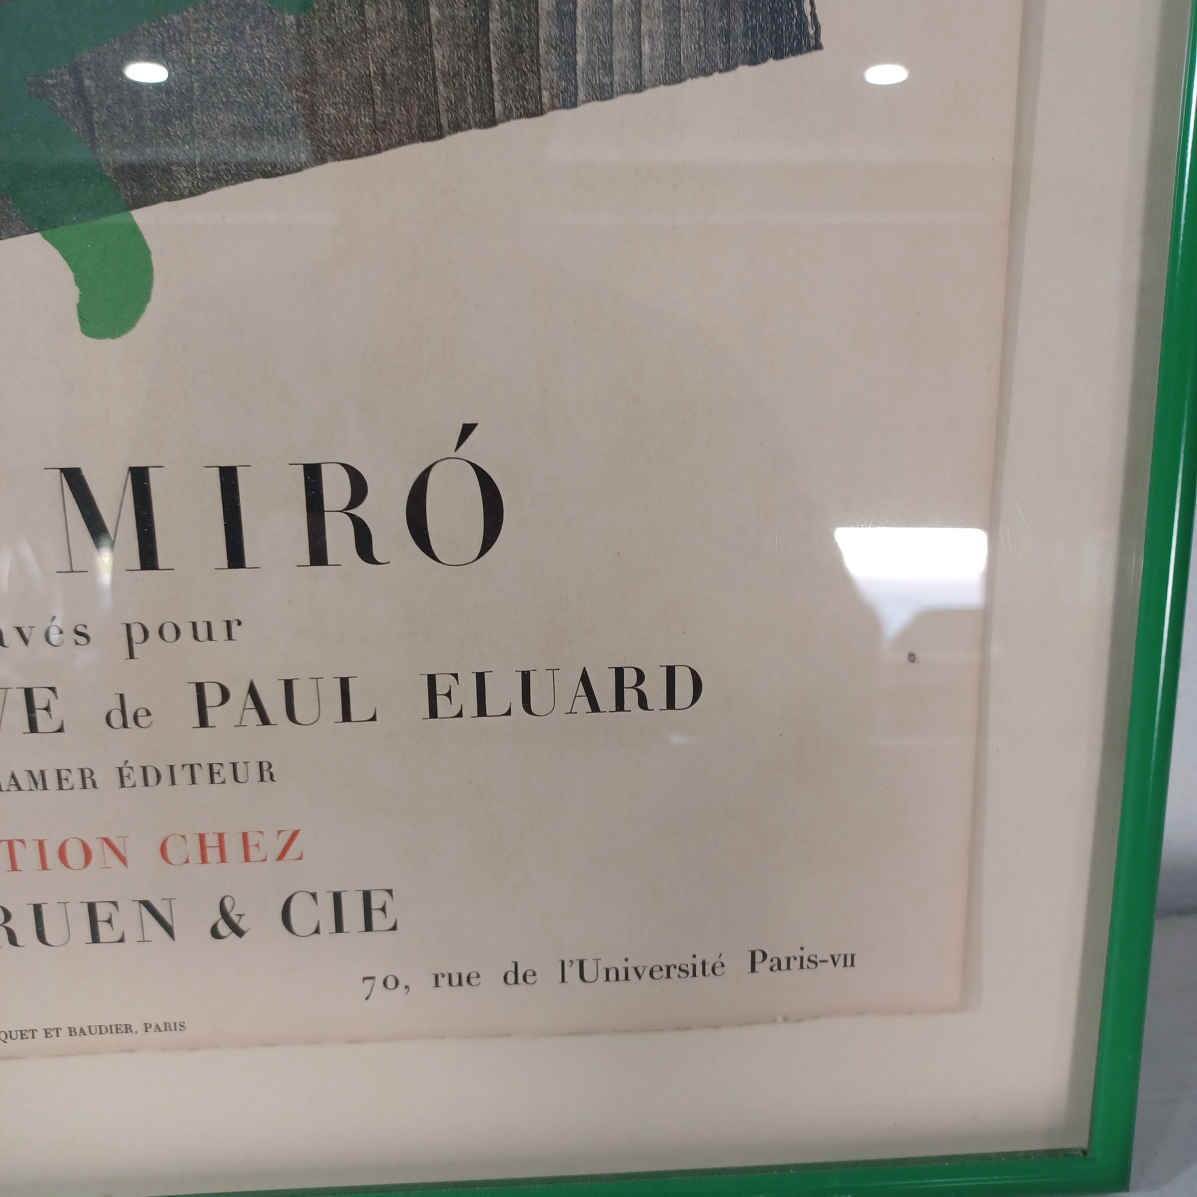 MIRÓ
avés pour
VE de PAUL ELUARD
RAMER ÉDITEUR
TION CHEZ
RUEN & CIE
70, rue de l'Université Paris-VII
QUET ET BAUDIER, PARIS